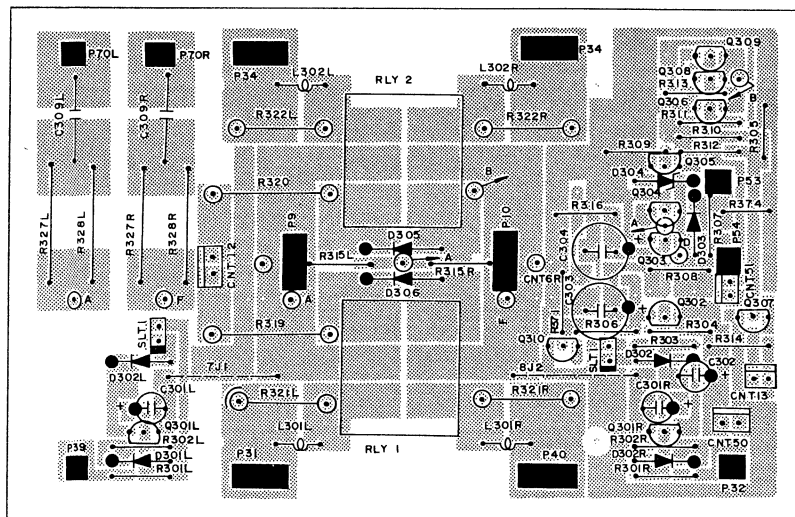 P70L
P70R
P34
L302L
RLY 2
L302R
P34
Q309
Q308
R313
Q306
B
R311
R310
R312
R305
C309L
C309R
R322L
R322R
R309
Q305
D304
P53
Q304
R320
B
R316
R374
R327L
R328L
R327R
R328R
CNT12
P9
D305
R315L
A
R315R
D306
P10
CNT6R
C304
C303
A
D303
R307
Q303
P54
R308
CNT51
A
F
A
F
Q302
Q307
SLT1
R319
R306
R304
Q310
SLT1
R303
R314
D302
C302
D302L
7J1
8J2
C301L
R321L
R321R
C301R
CNT13
Q301L
R302L
L301L
RLY 1
L301R
Q301R
R302R
CNT50
P39
D301L
R301L
P31
P40
D302R
R301R
P32